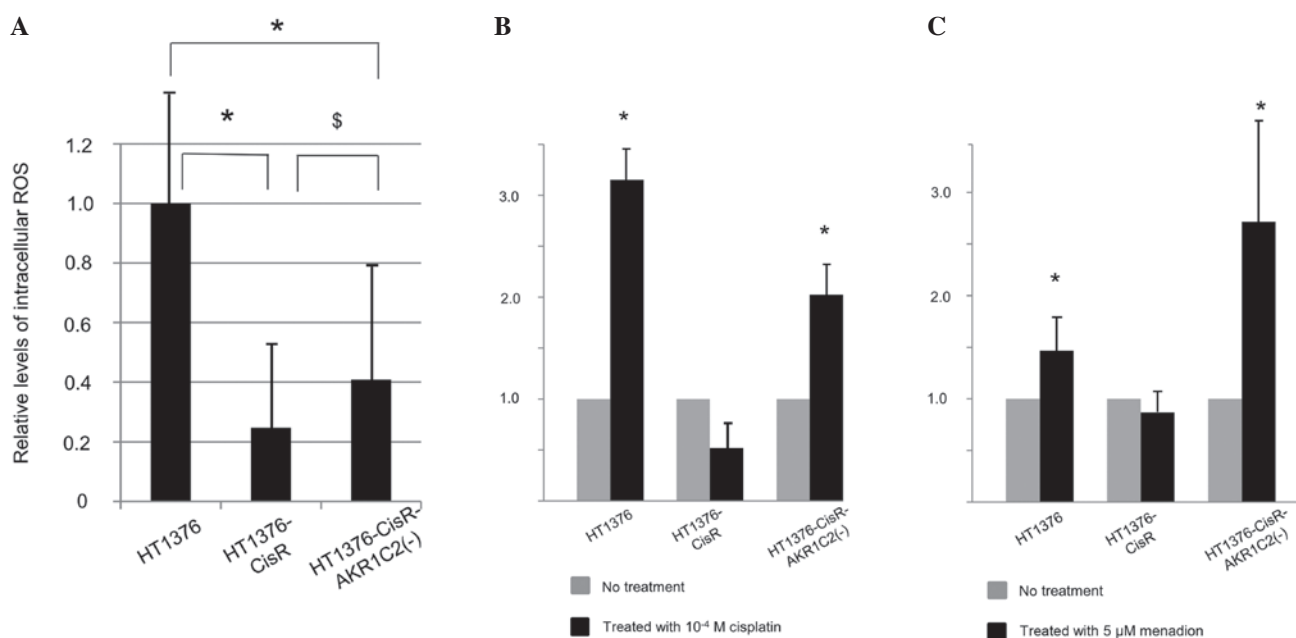 A
B
C
*
*
$
1.2
1.0
0.8
0.6
0.4
0.2
0
Relative levels of intracellular ROS
HT1376
HT1376-
CisR
HT1376-CisR-
AKR1C2(-)
*
*
3.0
2.0
1.0
HT1376
HT1376-
CisR
HT1376-CisR-
AKR1C2(-)
No treatment
Treated with 10⁻⁴ M cisplatin
*
*
3.0
2.0
1.0
HT1376
HT1376-
CisR
HT1376-CisR-
AKR1C2(-)
No treatment
Treated with 5 µM menadion